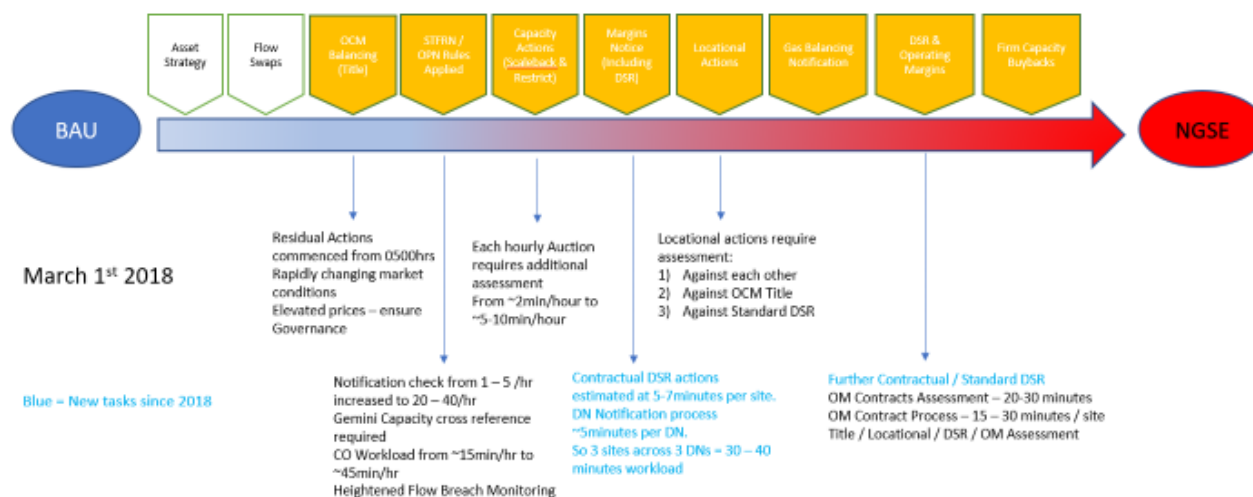 Asset
Strategy
Flow
Swaps
OCM
Balancing
(Title)
STFRN /
OPN Rules
Applied
Capacity
Actions
(Scaleback &
Restrict)
Margins
Notice
(Including
DSR)
Locational
Actions
Gas Balancing
Notification
DSR &
Operating
Margins
Firm Capacity
Buybacks
BAU
NGSE
March 1st 2018
Residual Actions
commenced from 0500hrs
Rapidly changing market
conditions
Elevated prices – ensure
Governance
Each hourly Auction
requires additional
assessment
From ~2min/hour to
~5-10min/hour
Locational actions require
assessment:
1) Against each other
2) Against OCM Title
3) Against Standard DSR
Blue = New tasks since 2018
Notification check from 1 – 5 /hr
increased to 20 – 40/hr
Gemini Capacity cross reference
required
CO Workload from ~15min/hr to
~45min/hr
Heightened Flow Breach Monitoring
Contractual DSR actions
estimated at 5-7minutes per site.
DN Notification process
~5minutes per DN.
So 3 sites across 3 DNs = 30 – 40
minutes workload
Further Contractual / Standard DSR
OM Contracts Assessment – 20-30 minutes
OM Contract Process – 15 – 30 minutes / site
Title / Locational / DSR / OM Assessment